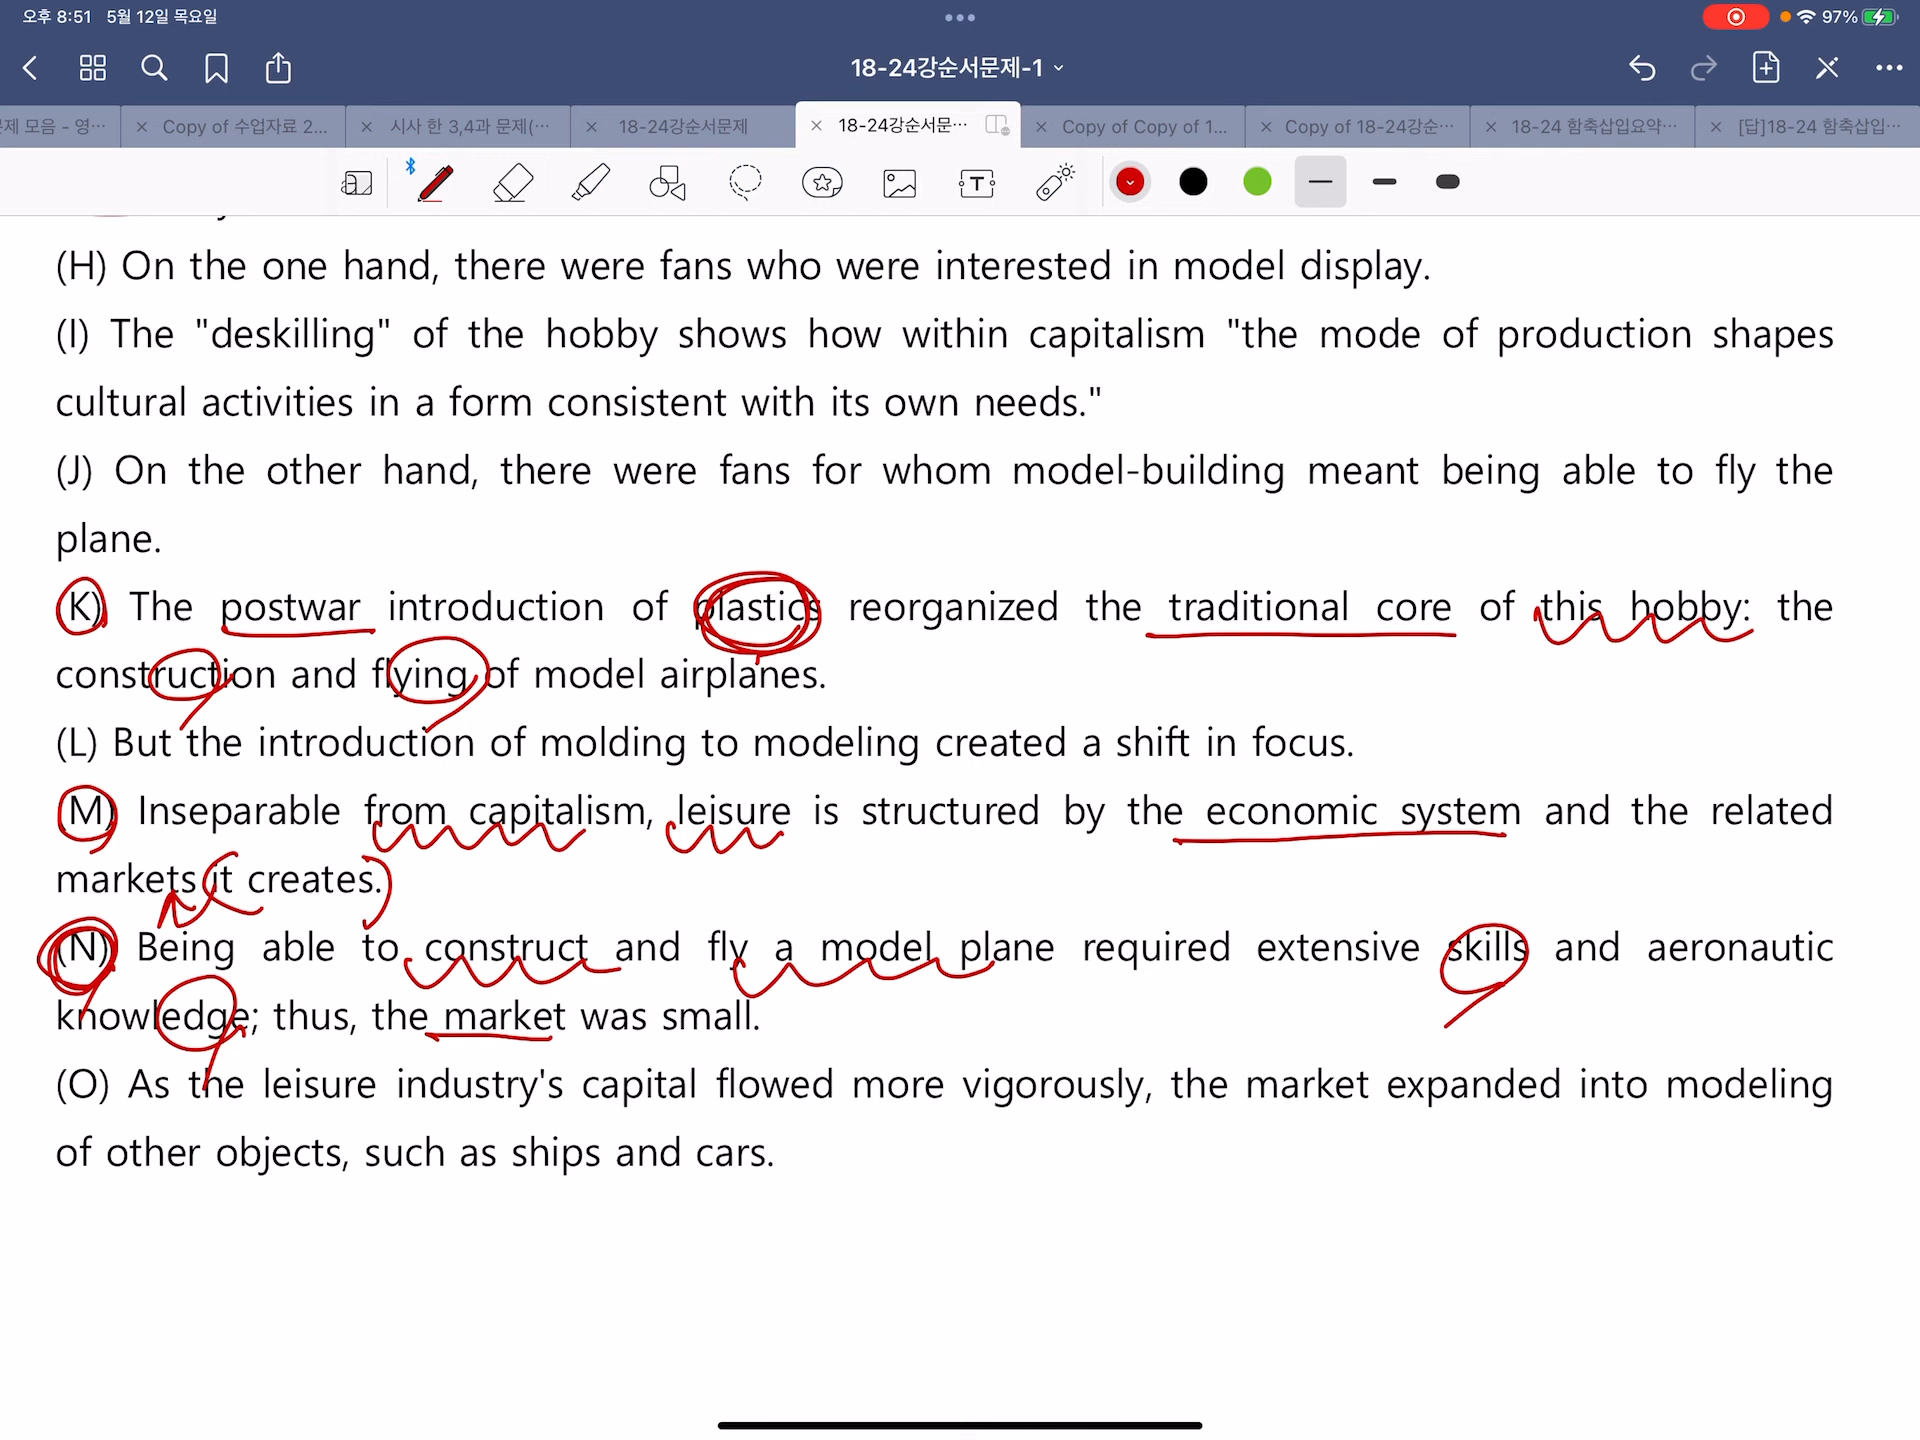 오후 8:51 5월 12일 목요일
97%
18-24강순서문제-1
문제 모음 - 영…
Copy of 수업자료 2...
시사 한 3,4과 문제(…
18-24강순서문제
18-24강순서문…
Copy of Copy of 1...
Copy of 18-24강순…
18-24 함축삽입요약…
[답]18-24 함축삽입…
(H) On the one hand, there were fans who were interested in model display.
(I) The "deskilling" of the hobby shows how within capitalism "the mode of production shapes
cultural activities in a form consistent with its own needs."
(J) On the other hand, there were fans for whom model-building meant being able to fly the
plane.
(K) The postwar introduction of plastics reorganized the traditional core of this hobby: the
construction and flying of model airplanes.
(L) But the introduction of molding to modeling created a shift in focus.
(M) Inseparable from capitalism, leisure is structured by the economic system and the related
markets it creates.
(N) Being able to construct and fly a model plane required extensive skills and aeronautic
knowledge; thus, the market was small.
(O) As the leisure industry's capital flowed more vigorously, the market expanded into modeling
of other objects, such as ships and cars.